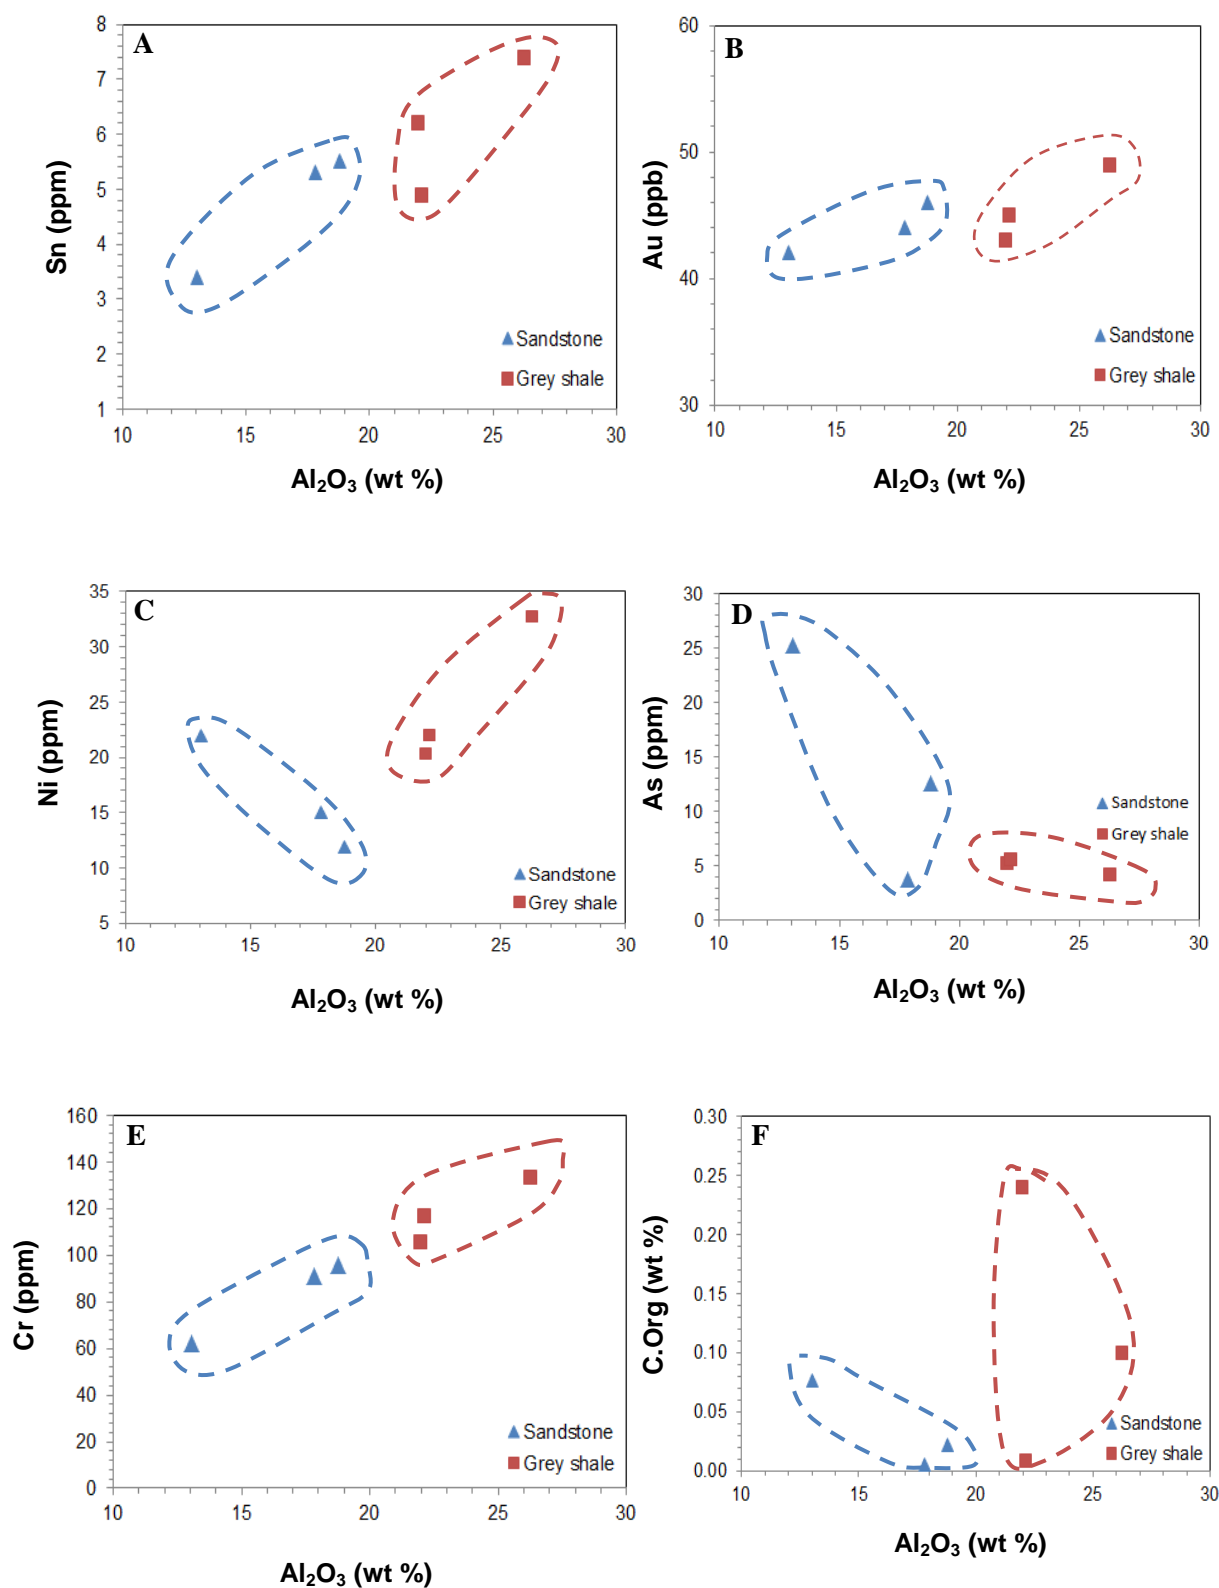 A
8
7
6
5
4
3
2
1
Sn (ppm)
Sandstone
Grey shale
10 15 20 25 30
Al₂O₃ (wt %)
B
60
50
40
30
Au (ppb)
Sandstone
Grey shale
10 15 20 25 30
Al₂O₃ (wt %)
C
35
30
25
20
15
10
5
Ni (ppm)
Sandstone
Grey shale
10 15 20 25 30
Al₂O₃ (wt %)
D
30
25
20
15
10
5
0
As (ppm)
Sandstone
Grey shale
10 15 20 25 30
Al₂O₃ (wt %)
E
160
140
120
100
80
60
40
20
0
Cr (ppm)
Sandstone
Grey shale
10 15 20 25 30
Al₂O₃ (wt %)
F
0.30
0.25
0.20
0.15
0.10
0.05
0.00
C.Org (wt %)
Sandstone
Grey shale
10 15 20 25 30
Al₂O₃ (wt %)